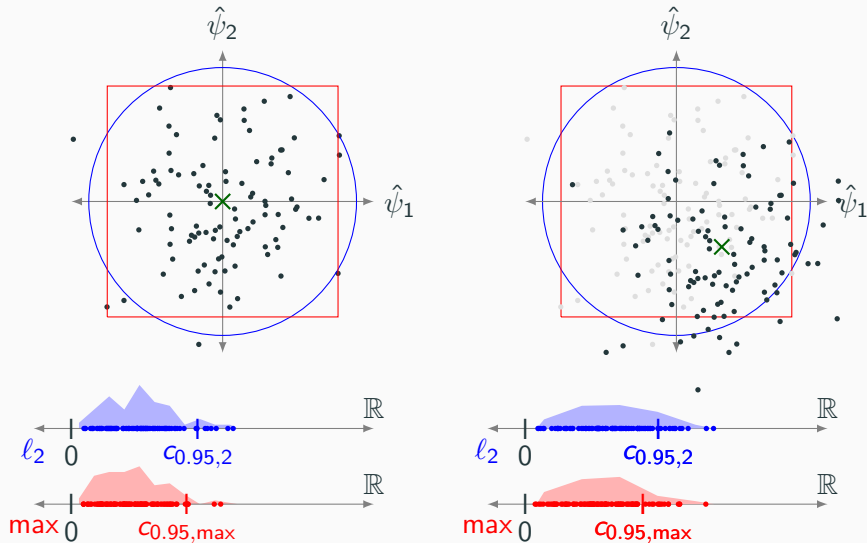 ψ̂₂ ψ̂₂
ψ̂₁ ψ̂₁
ℝ ℝ
ℓ₂ 0 c₀.₉₅,₂ ℓ₂ 0 c₀.₉₅,₂
ℝ ℝ
max 0 c₀.₉₅,max max 0 c₀.₉₅,max